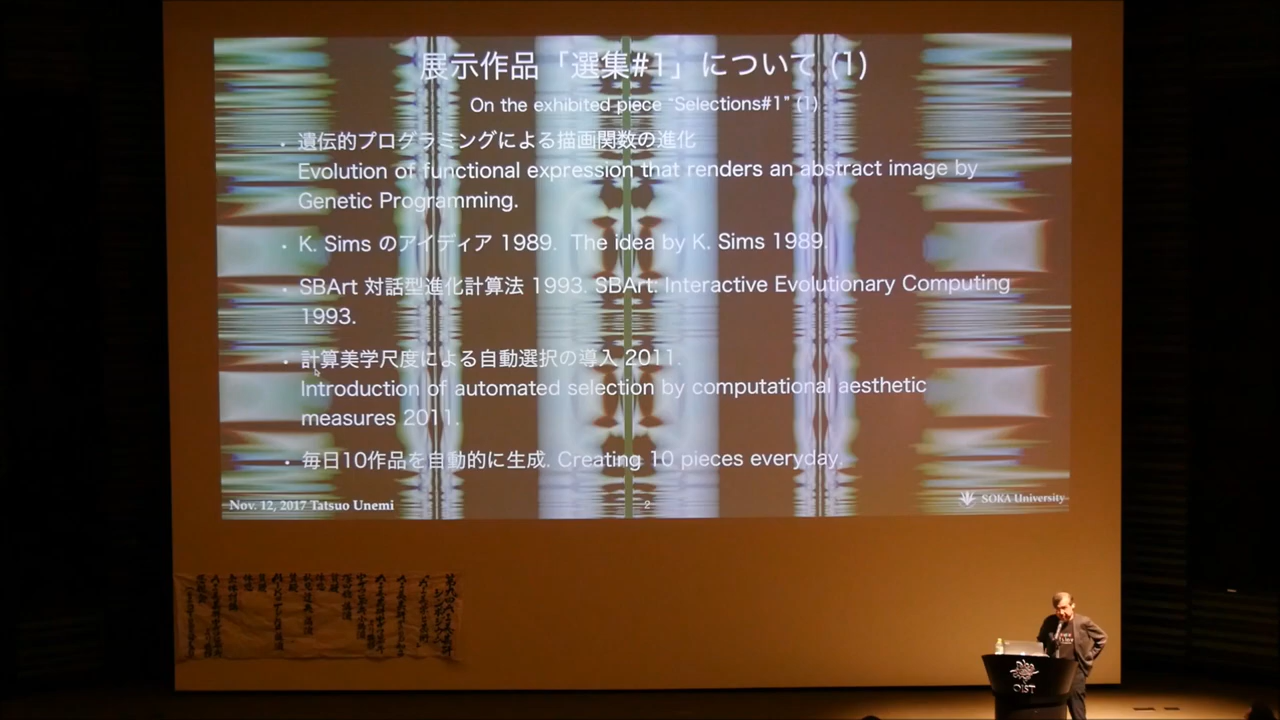 展示作品「選集#1」について (1)
On the exhibited piece “Selections#1” (1)
• 遺伝的プログラミングによる描画関数の進化
Evolution of functional expression that renders an abstract image by
Genetic Programming.
• K. Sims のアイディア 1989. The idea by K. Sims 1989.
• SBArt 対話型進化計算法 1993. SBArt: Interactive Evolutionary Computing
1993.
• 計算美学尺度による自動選択の導入 2011.
Introduction of automated selection by computational aesthetic
measures 2011.
• 毎日10作品を自動的に生成. Creating 10 pieces everyday.
Nov. 12, 2017 Tatsuo Unemi
2
SOKA University
OIST